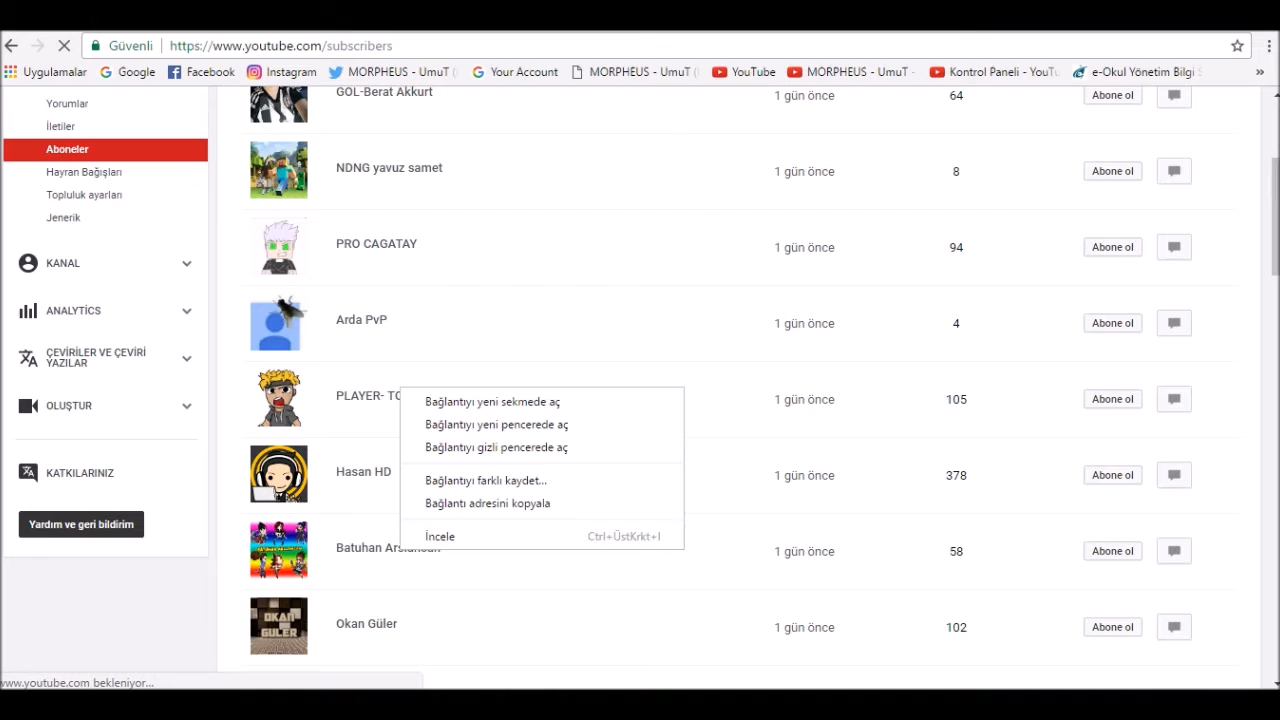 Güvenli
https://www.youtube.com/subscribers
Uygulamalar Google Facebook Instagram MORPHEUS - UmuT ( Your Account MORPHEUS - UmuT ( YouTube MORPHEUS - UmuT - Kontrol Paneli - YouTu e-Okul Yönetim Bilgi S »
Yorumlar
İletiler
Aboneler
Hayran Bağışları
Topluluk ayarları
Jenerik
KANAL
ANALYTİCS
ÇEVİRİLER VE ÇEVİRİ
YAZILAR
OLUŞTUR
KATKILARINIZ
Yardım ve geri bildirim
GOL-Berat Akkurt 1 gün önce 64 Abone ol
NDNG yavuz samet 1 gün önce 8 Abone ol
PRO CAGATAY 1 gün önce 94 Abone ol
Arda PvP 1 gün önce 4 Abone ol
PLAYER- TO 1 gün önce 105 Abone ol
Hasan HD 1 gün önce 378 Abone ol
Batuhan 1 gün önce 58 Abone ol
Okan Güler 1 gün önce 102 Abone ol
OKAN
GULER
Bağlantıyı yeni sekmede aç
Bağlantıyı yeni pencerede aç
Bağlantıyı gizli pencerede aç
Bağlantıyı farklı kaydet...
Bağlantı adresini kopyala
İncele Ctrl+ÜstKrkt+I
www.youtube.com bekleniyor...